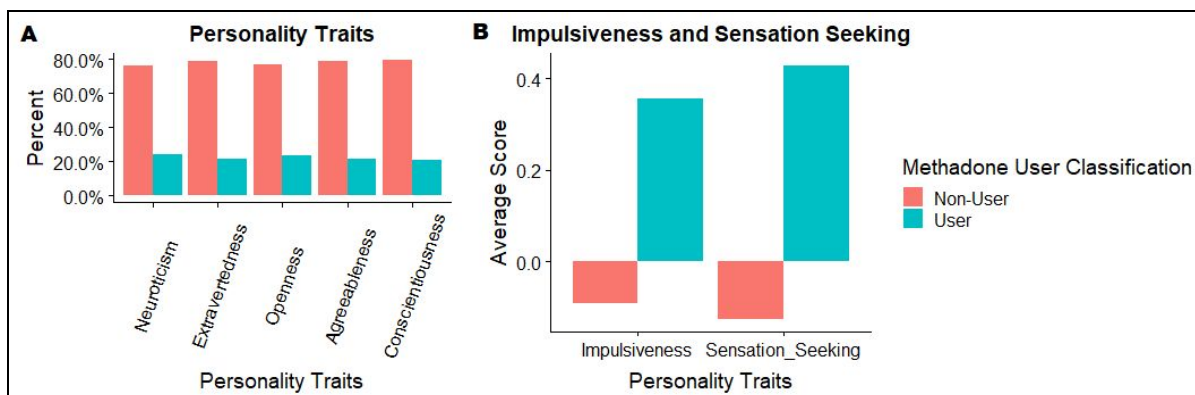 A Personality Traits
80.0%
60.0%
40.0%
20.0%
0.0%
Percent
Neuroticism
Extravertedness
Openness
Agreeableness
Conscientiousness
Personality Traits
B Impulsiveness and Sensation Seeking
0.4
0.2
0.0
Average Score
Impulsiveness Sensation_Seeking
Personality Traits
Methadone User Classification
Non-User
User